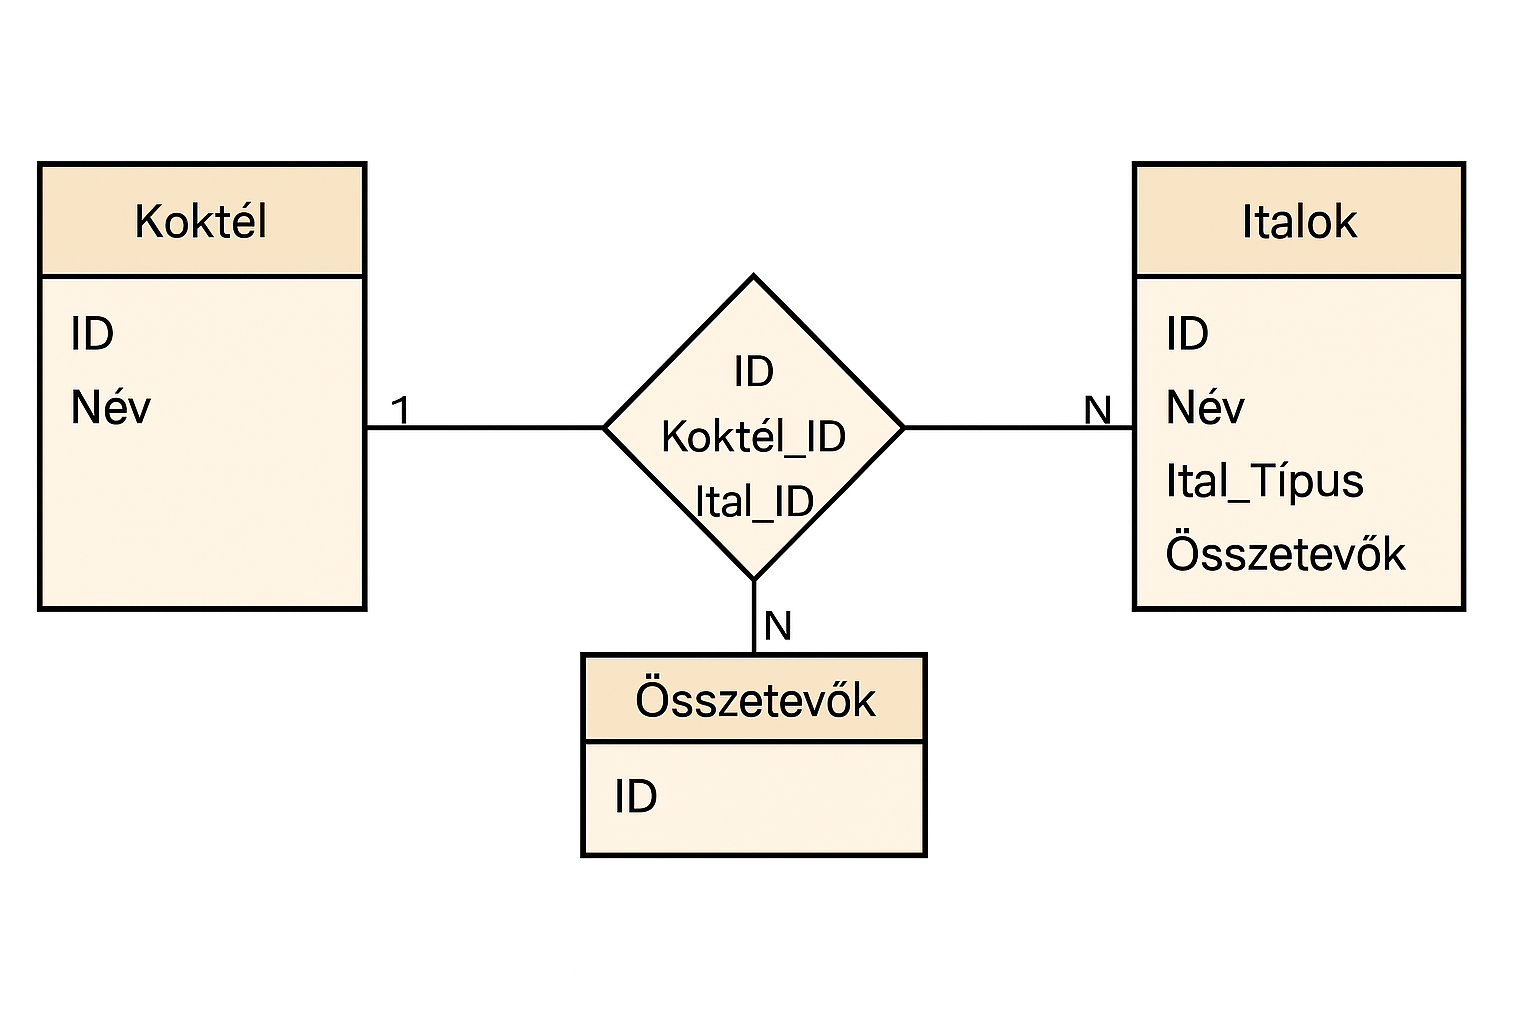 Koktél
ID
Név
1
ID
Koktél_ID
Ital_ID
N
Italok
ID
Név
Ital_Típus
Összetevők
N
Összetevők
ID